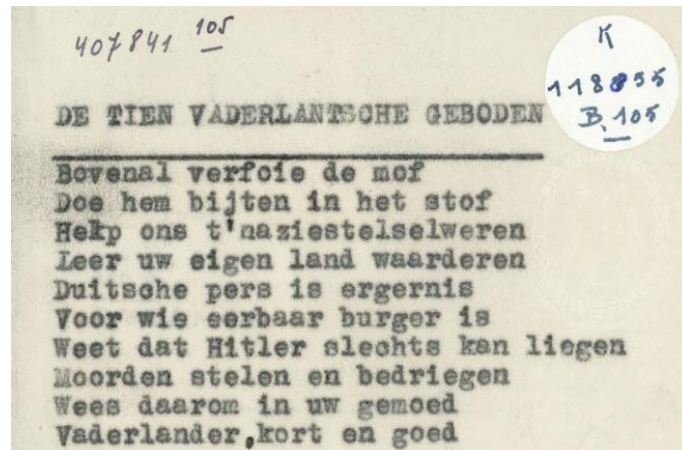 407841 105
K
118855
B. 105
DE TIEN VADERLANTSCHE GEBODEN
Bovenal verfoie de mof
Doe hem bijten in het stof
Help ons t'naziestelselweren
Leer uw eigen land waarderen
Duitsche pers is ergernis
Voor wie eerbaar burger is
Weet dat Hitler slechts kan liegen
Moorden stelen en bedriegen
Wees daarom in uw gemoed
Vaderlander,kort en goed